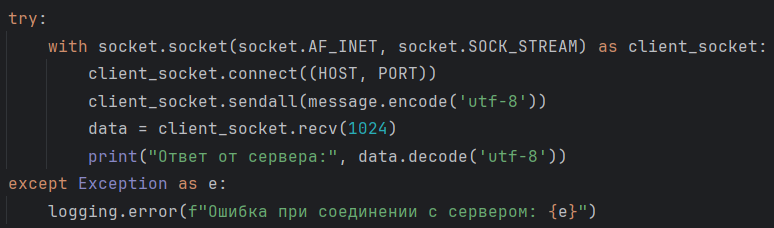 try:
    with socket.socket(socket.AF_INET, socket.SOCK_STREAM) as client_socket:
        client_socket.connect((HOST, PORT))
        client_socket.sendall(message.encode('utf-8'))
        data = client_socket.recv(1024)
        print("Ответ от сервера:", data.decode('utf-8'))
except Exception as e:
    logging.error(f"Ошибка при соединении с сервером: {e}")